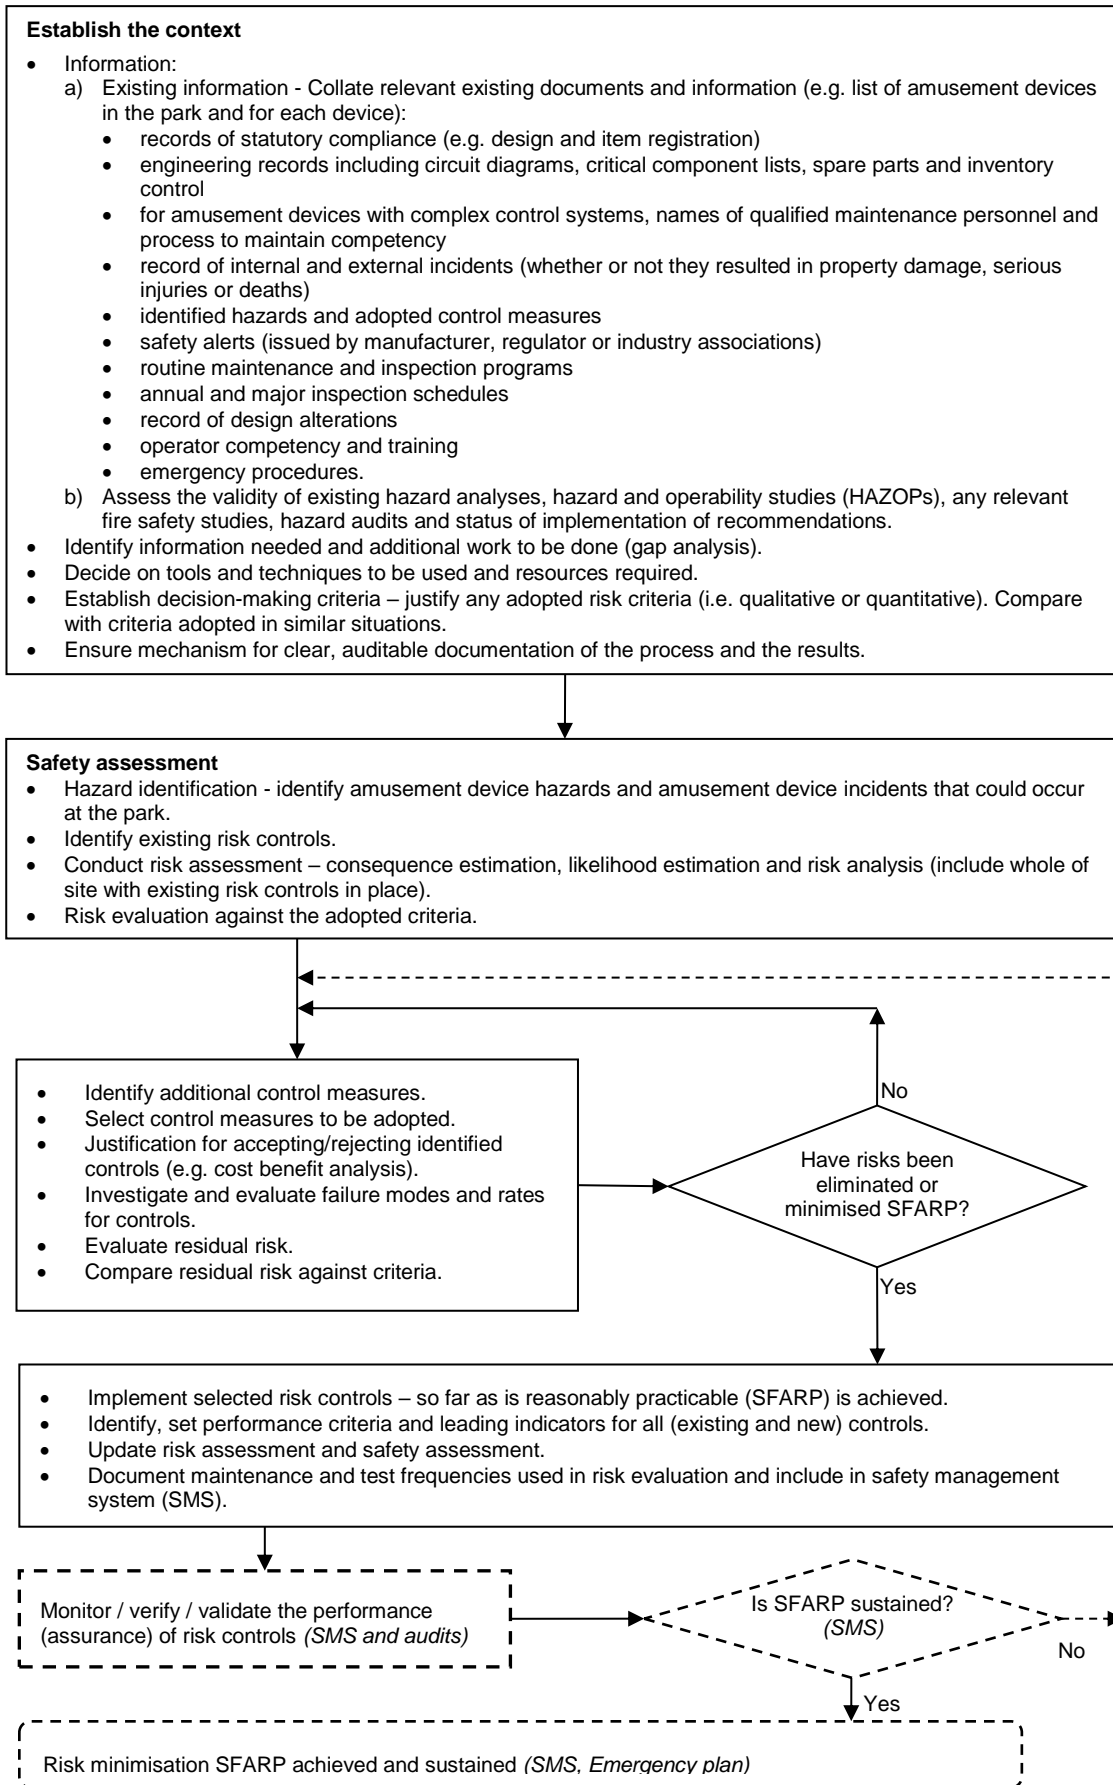 Establish the context
• Information:
a) Existing information - Collate relevant existing documents and information (e.g. list of amusement devices
in the park and for each device):
• records of statutory compliance (e.g. design and item registration)
• engineering records including circuit diagrams, critical component lists, spare parts and inventory
control
• for amusement devices with complex control systems, names of qualified maintenance personnel and
process to maintain competency
• record of internal and external incidents (whether or not they resulted in property damage, serious
injuries or deaths)
• identified hazards and adopted control measures
• safety alerts (issued by manufacturer, regulator or industry associations)
• routine maintenance and inspection programs
• annual and major inspection schedules
• record of design alterations
• operator competency and training
• emergency procedures.
b) Assess the validity of existing hazard analyses, hazard and operability studies (HAZOPs), any relevant
fire safety studies, hazard audits and status of implementation of recommendations.
• Identify information needed and additional work to be done (gap analysis).
• Decide on tools and techniques to be used and resources required.
• Establish decision-making criteria – justify any adopted risk criteria (i.e. qualitative or quantitative). Compare
with criteria adopted in similar situations.
• Ensure mechanism for clear, auditable documentation of the process and the results.
Safety assessment
• Hazard identification - identify amusement device hazards and amusement device incidents that could occur
at the park.
• Identify existing risk controls.
• Conduct risk assessment – consequence estimation, likelihood estimation and risk analysis (include whole of
site with existing risk controls in place).
• Risk evaluation against the adopted criteria.
• Identify additional control measures.
• Select control measures to be adopted.
• Justification for accepting/rejecting identified
controls (e.g. cost benefit analysis).
• Investigate and evaluate failure modes and rates
for controls.
• Evaluate residual risk.
• Compare residual risk against criteria.
No
Have risks been
eliminated or
minimised SFARP?
Yes
• Implement selected risk controls – so far as is reasonably practicable (SFARP) is achieved.
• Identify, set performance criteria and leading indicators for all (existing and new) controls.
• Update risk assessment and safety assessment.
• Document maintenance and test frequencies used in risk evaluation and include in safety management
system (SMS).
Monitor / verify / validate the performance
(assurance) of risk controls (SMS and audits)
Is SFARP sustained?
(SMS)
No
Yes
Risk minimisation SFARP achieved and sustained (SMS, Emergency plan)